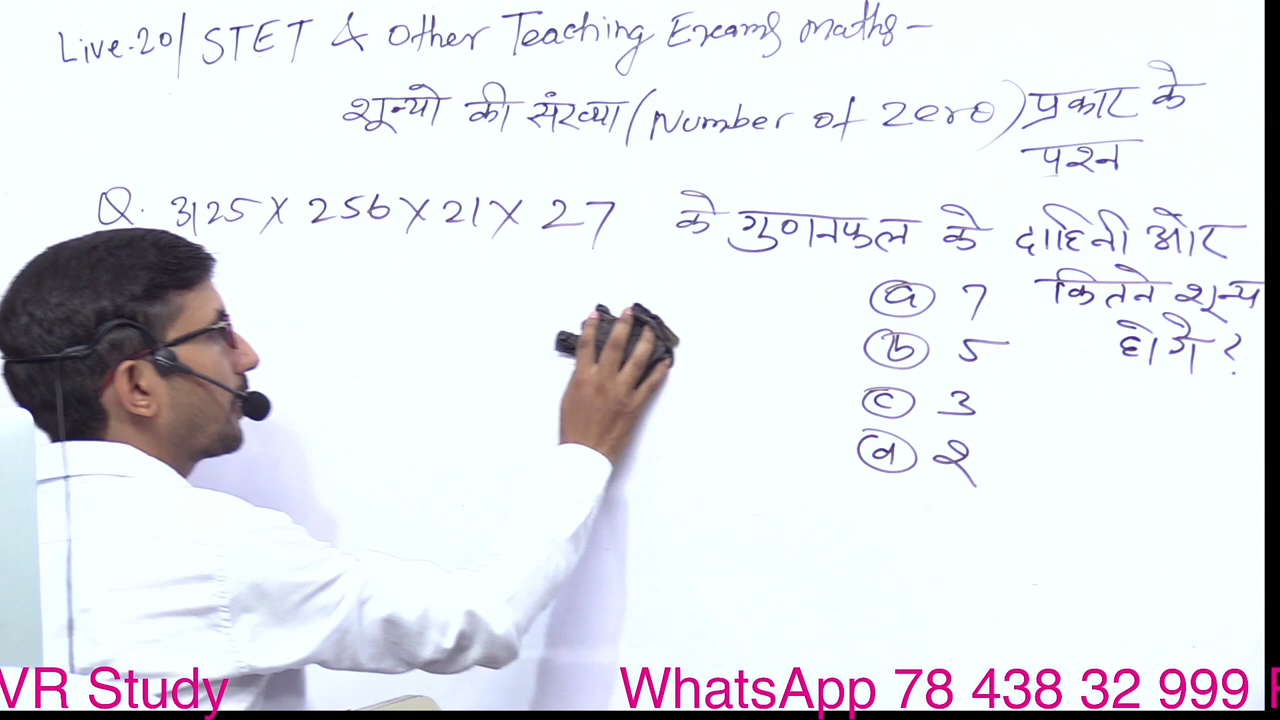 Live-20/ STET & Other Teaching Exams maths-
शून्यो की संख्या (Number of zero) प्रकार के
प्रश्न
Q. 3125 X 256 X 21 X 27 के गुणनफल के दाहिनी ओर
कितने शून्य
होगे ?
(a) 7
(b) 5
(c) 3
(d) 2
VR Study WhatsApp 78 438 32 999